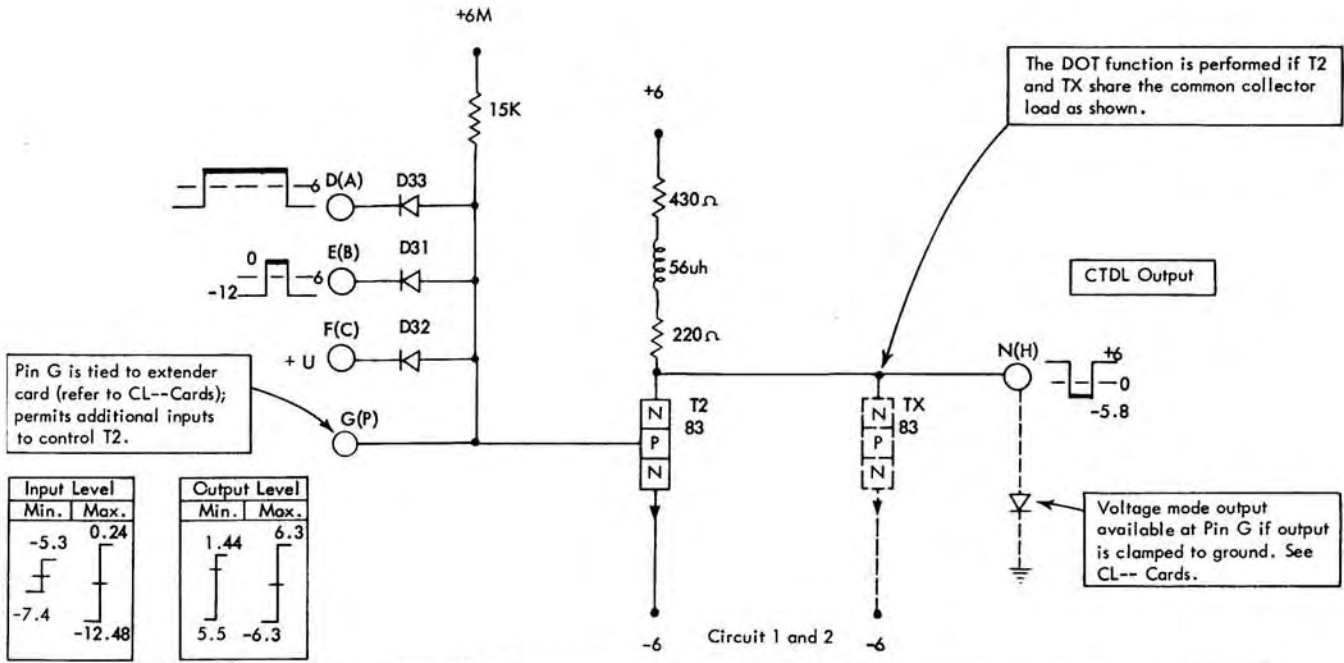 +6M
15K
6 D(A) D33
0
-12
6 E(B) D31
F(C) D32
+ U
G(P)
Pin G is tied to extender
card (refer to CL--Cards);
permits additional inputs
to control T2.
Input Level
Min. Max.
-5.3 0.24
-7.4 -12.48
Output Level
Min. Max.
1.44 6.3
5.5 -6.3
+6
430Ω
56uh
220Ω
N
P
N
T2
83
-6
N
P
N
TX
83
-6
Circuit 1 and 2
The DOT function is performed if T2
and TX share the common collector
load as shown.
CTDL Output
N(H)
+6
0
-5.8
Voltage mode output
available at Pin G if output
is clamped to ground. See
CL-- Cards.